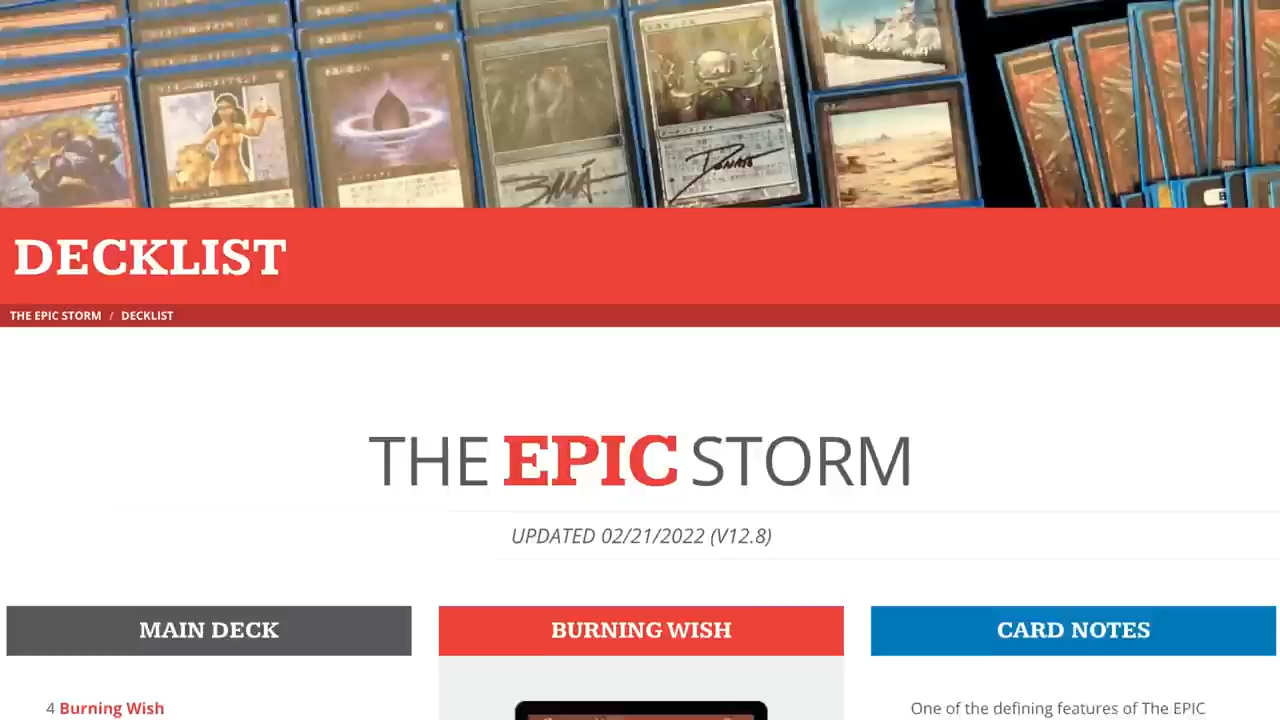 DECKLIST
THE EPIC STORM / DECKLIST
THE EPIC STORM
UPDATED 02/21/2022 (V12.8)
MAIN DECK
BURNING WISH
CARD NOTES
4 Burning Wish
One of the defining features of The EPIC